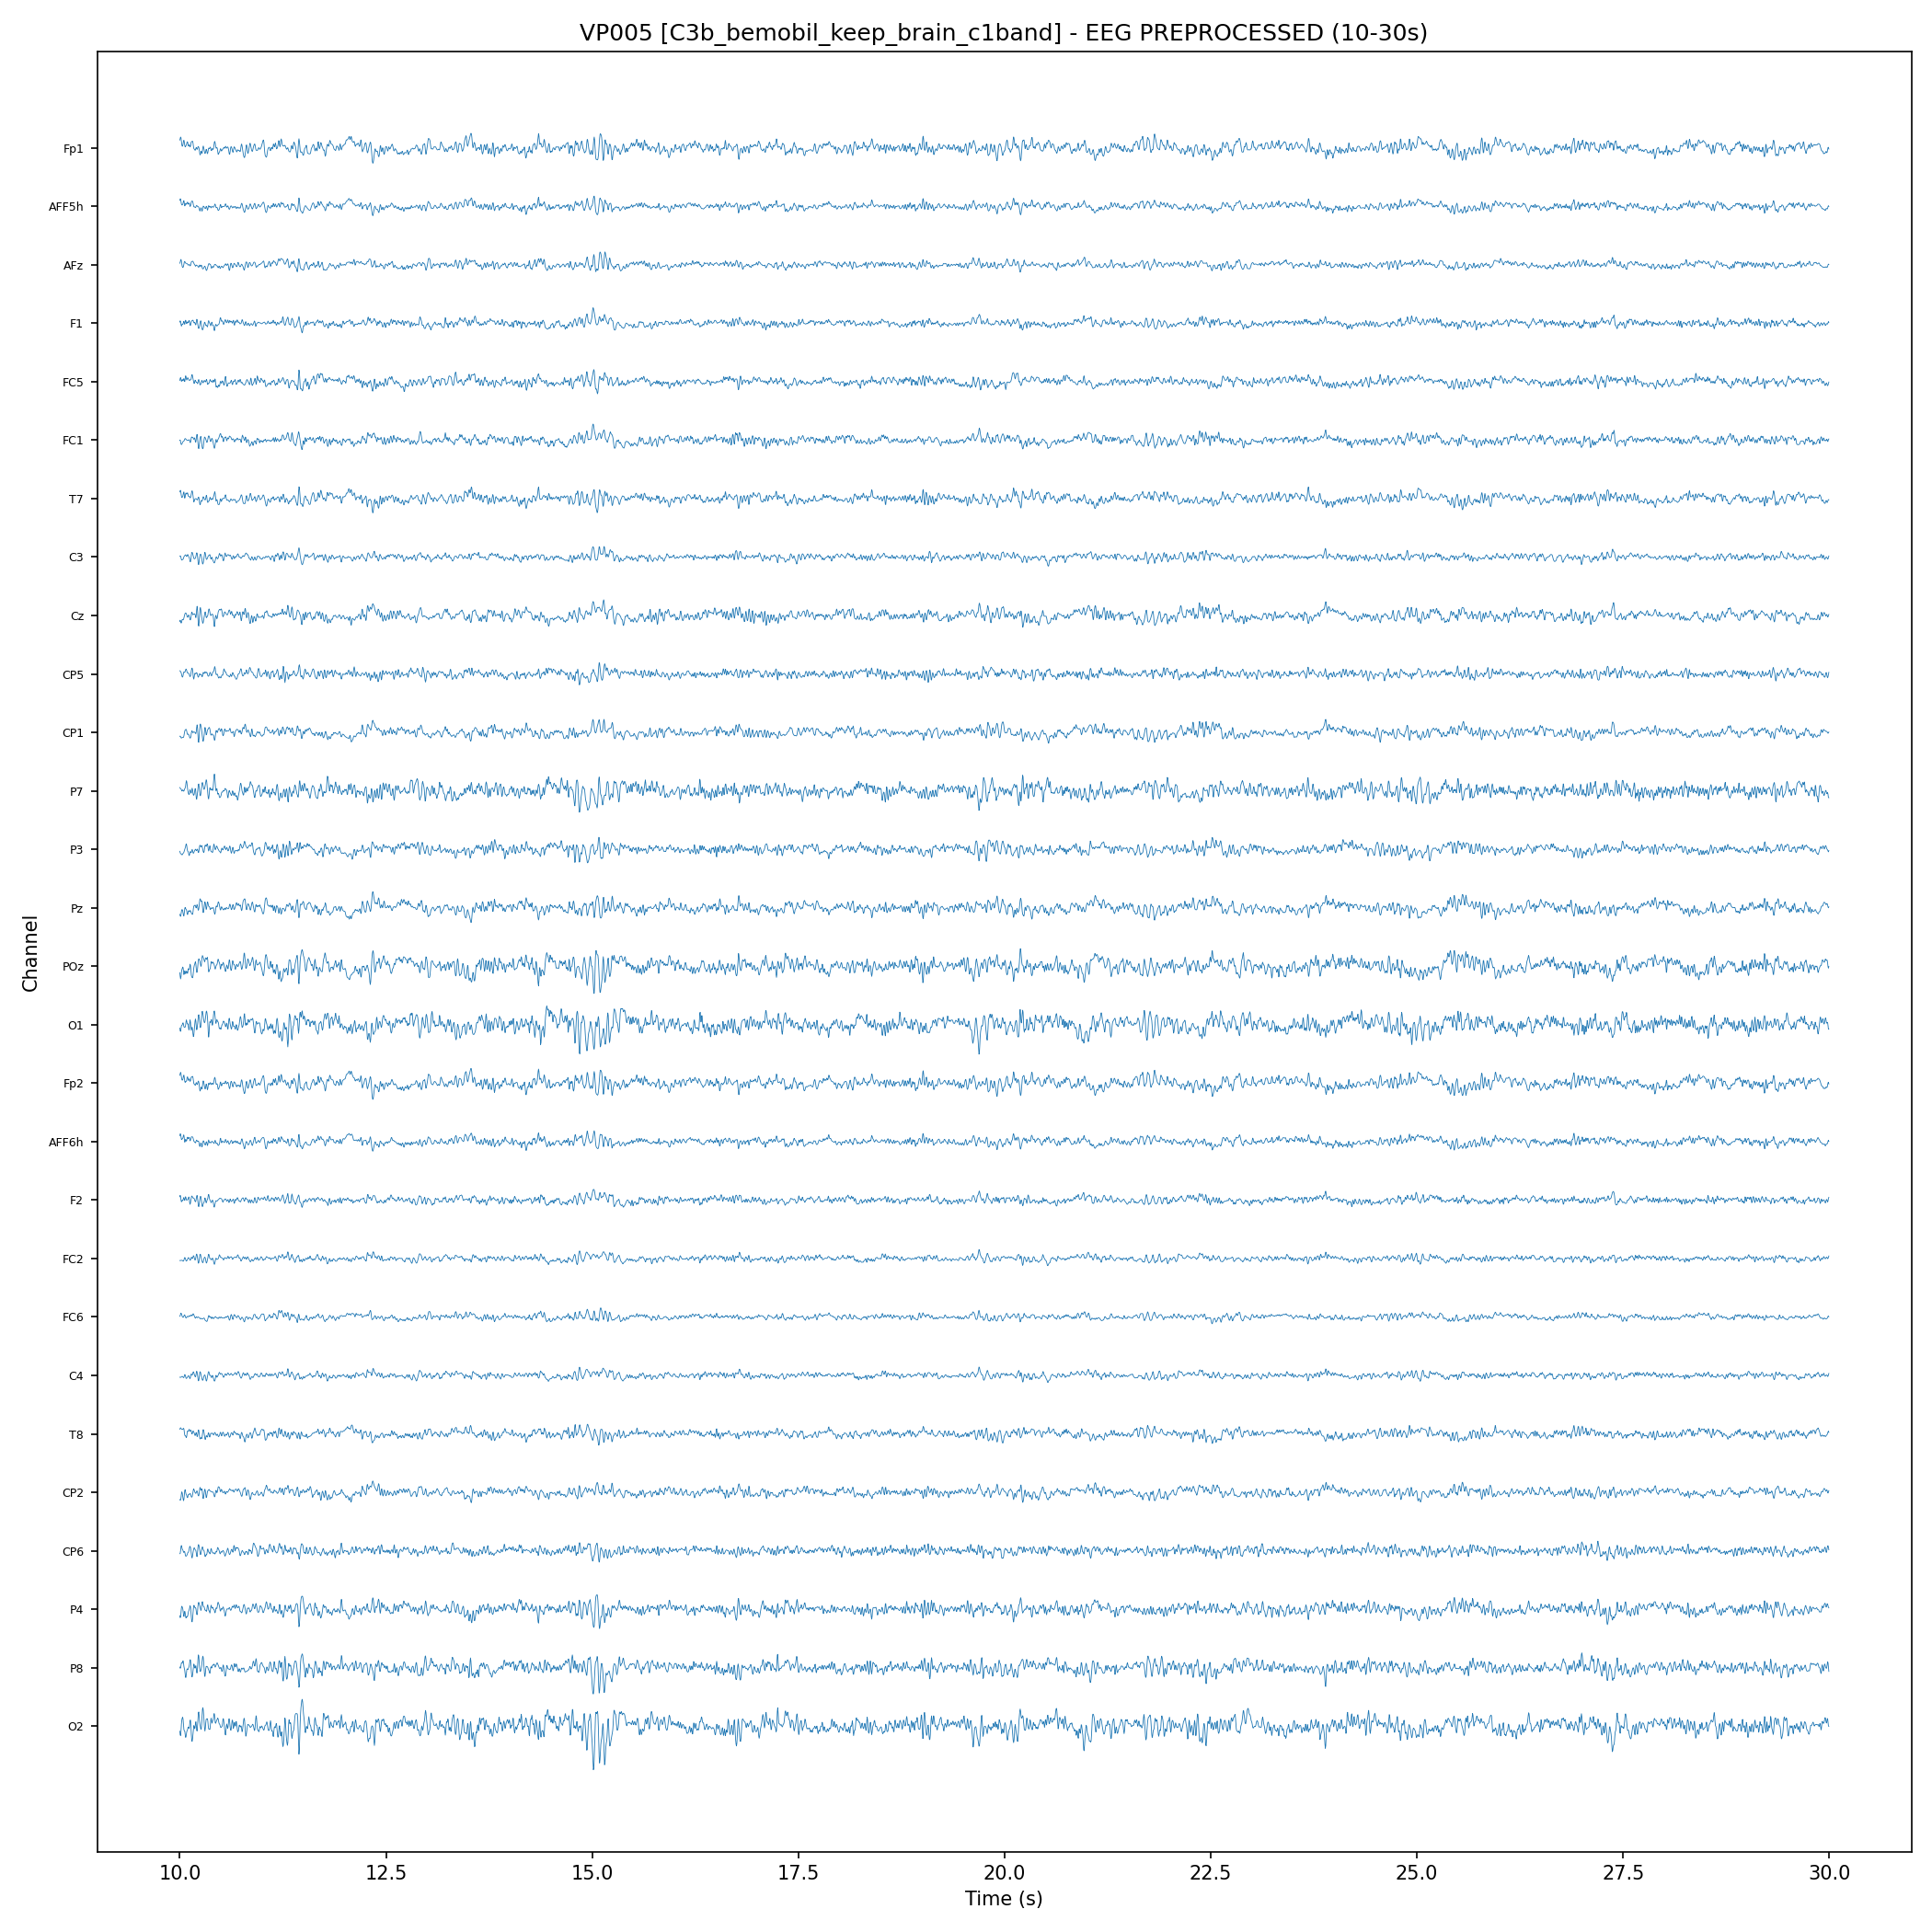 VP005 [C3b_bemobil_keep_brain_c1band] - EEG PREPROCESSED (10-30s)
Fp1
AFF5h
AFz
F1
FC5
FC1
T7
C3
Cz
CP5
CP1
P7
P3
Pz
POz
O1
Fp2
AFF6h
F2
FC2
FC6
C4
T8
CP2
CP6
P4
P8
O2
Channel
10.0 12.5 15.0 17.5 20.0 22.5 25.0 27.5 30.0
Time (s)